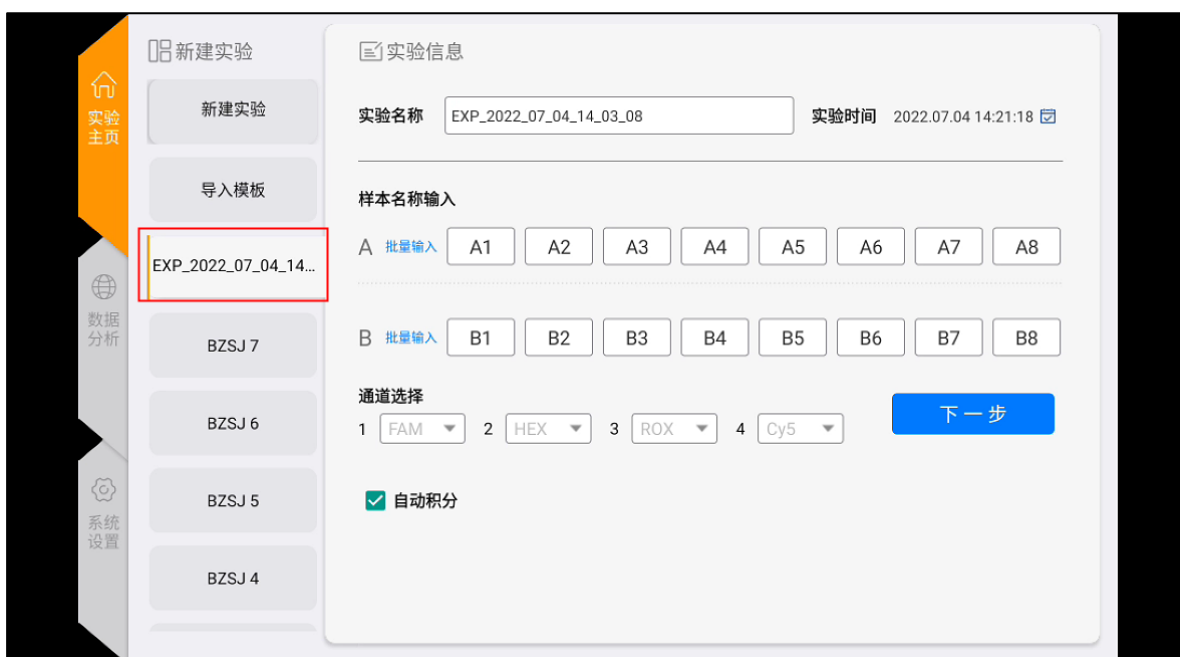 实验
主页
数据
分析
系统
设置
新建实验
新建实验
导入模板
EXP_2022_07_04_14...
BZSJ 7
BZSJ 6
BZSJ 5
BZSJ 4
实验信息
实验名称 EXP_2022_07_04_14_03_08 实验时间 2022.07.04 14:21:18
样本名称输入
A 批量输入 A1 A2 A3 A4 A5 A6 A7 A8
B 批量输入 B1 B2 B3 B4 B5 B6 B7 B8
通道选择
1 FAM 2 HEX 3 ROX 4 Cy5
下一步
自动积分